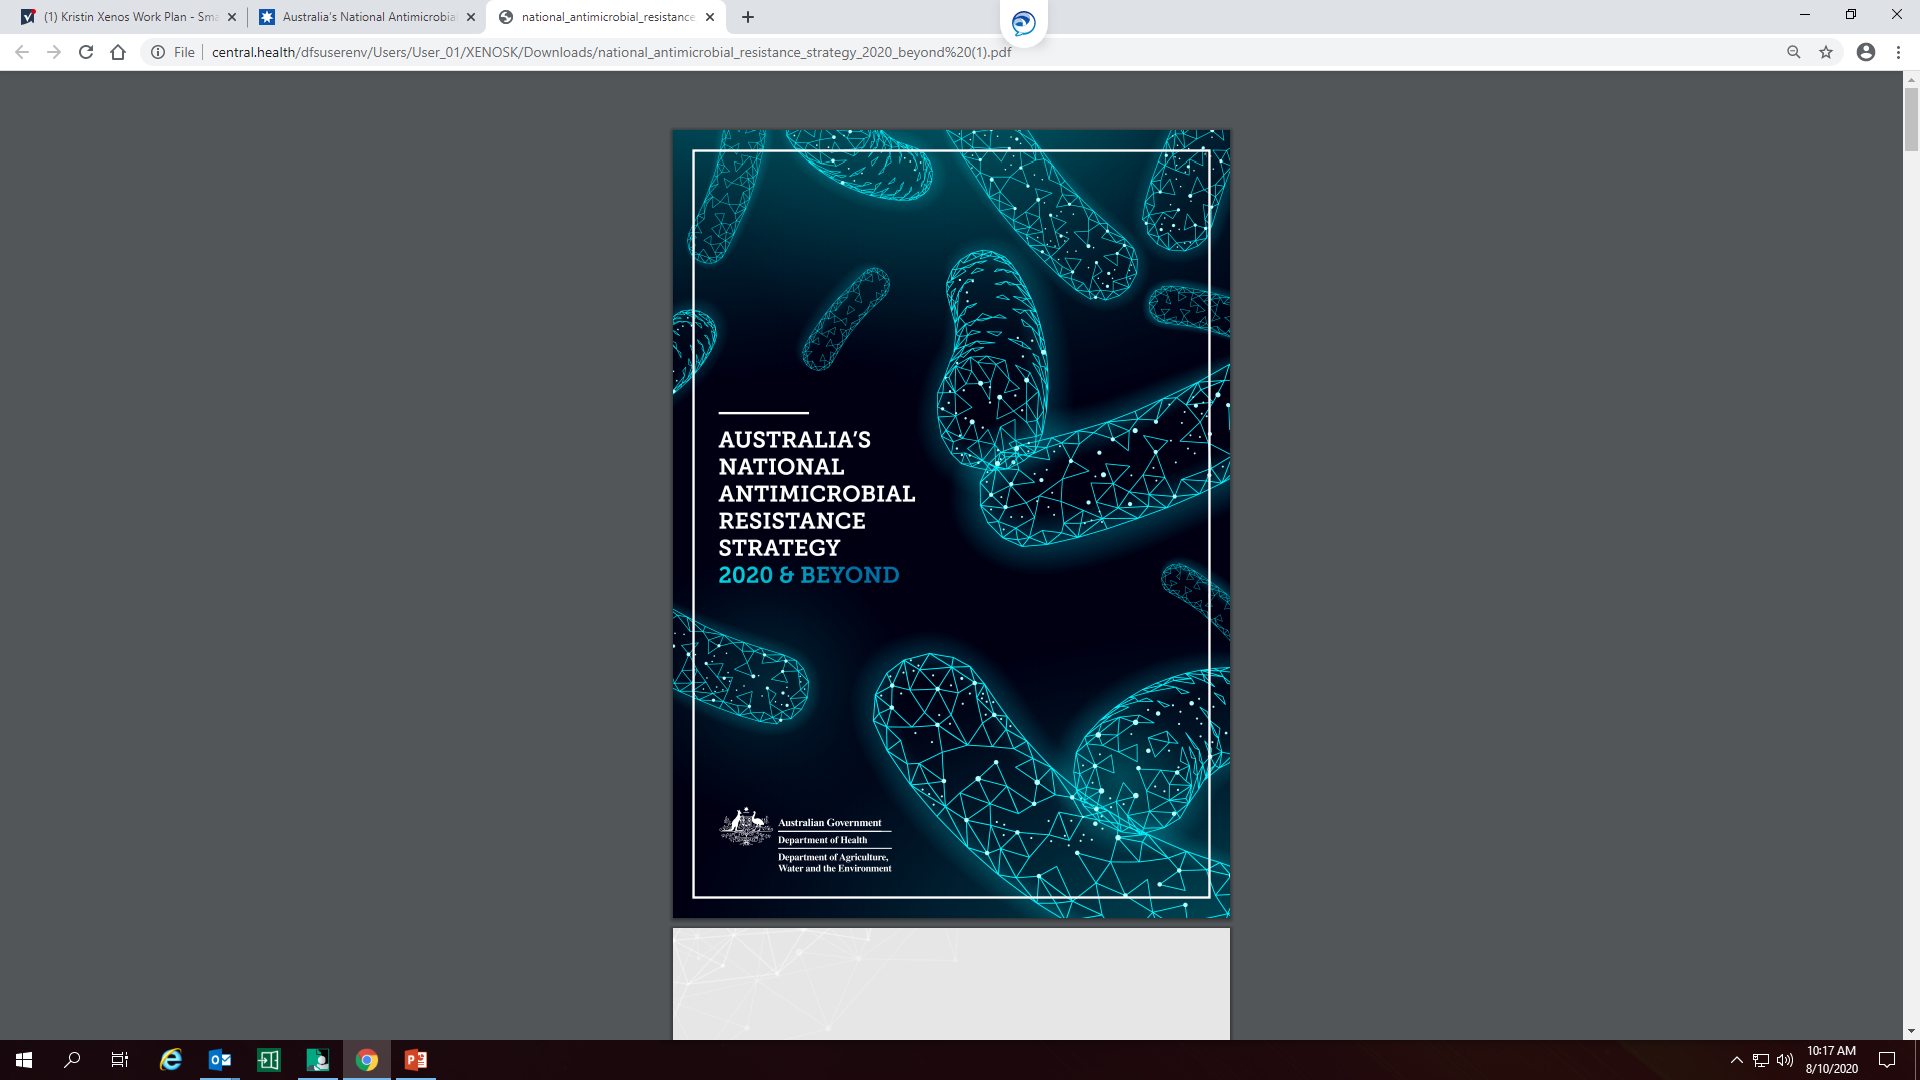 (1) Kristin Xenos Work Plan - Sma
Australia's National Antimicrobial
national_antimicrobial_resistance
File
central.health/dfsuserenv/Users/User_01/XENOSK/Downloads/national_antimicrobial_resistance_strategy_2020_beyond%20(1).pdf
AUSTRALIA'S
NATIONAL
ANTIMICROBIAL
RESISTANCE
STRATEGY
2020 & BEYOND
Australian Government
Department of Health
Department of Agriculture,
Water and the Environment
10:17 AM
8/10/2020